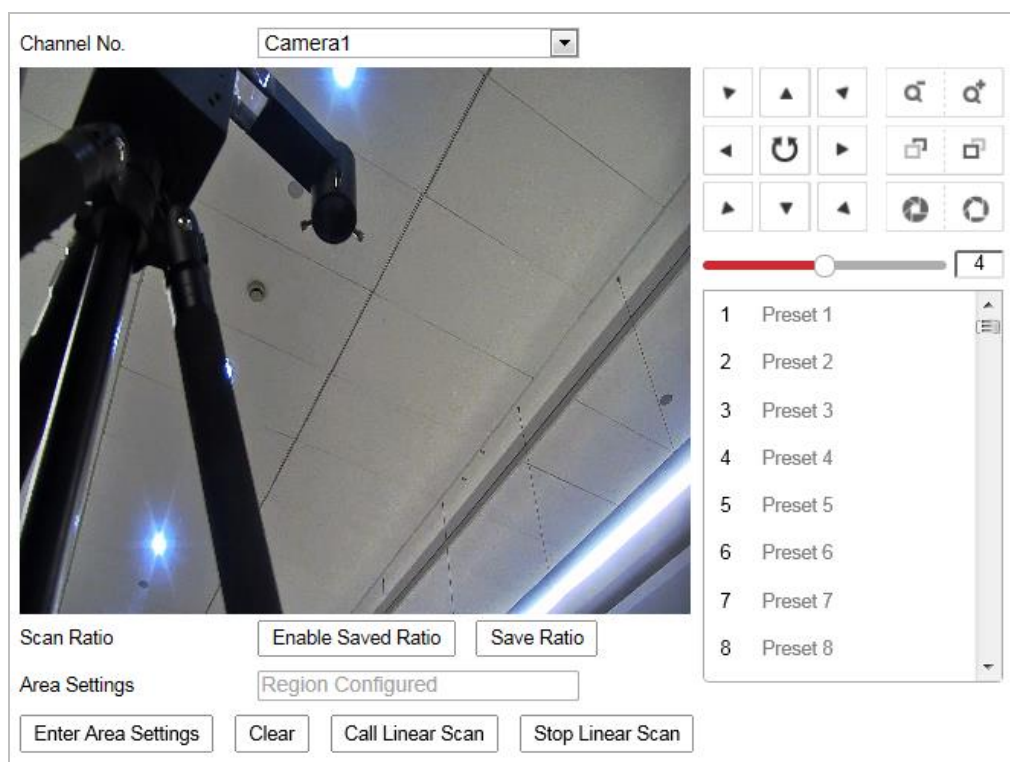 Channel No. Camera1
4
1 Preset 1
2 Preset 2
3 Preset 3
4 Preset 4
5 Preset 5
6 Preset 6
7 Preset 7
8 Preset 8
Scan Ratio Enable Saved Ratio Save Ratio
Area Settings Region Configured
Enter Area Settings Clear Call Linear Scan Stop Linear Scan